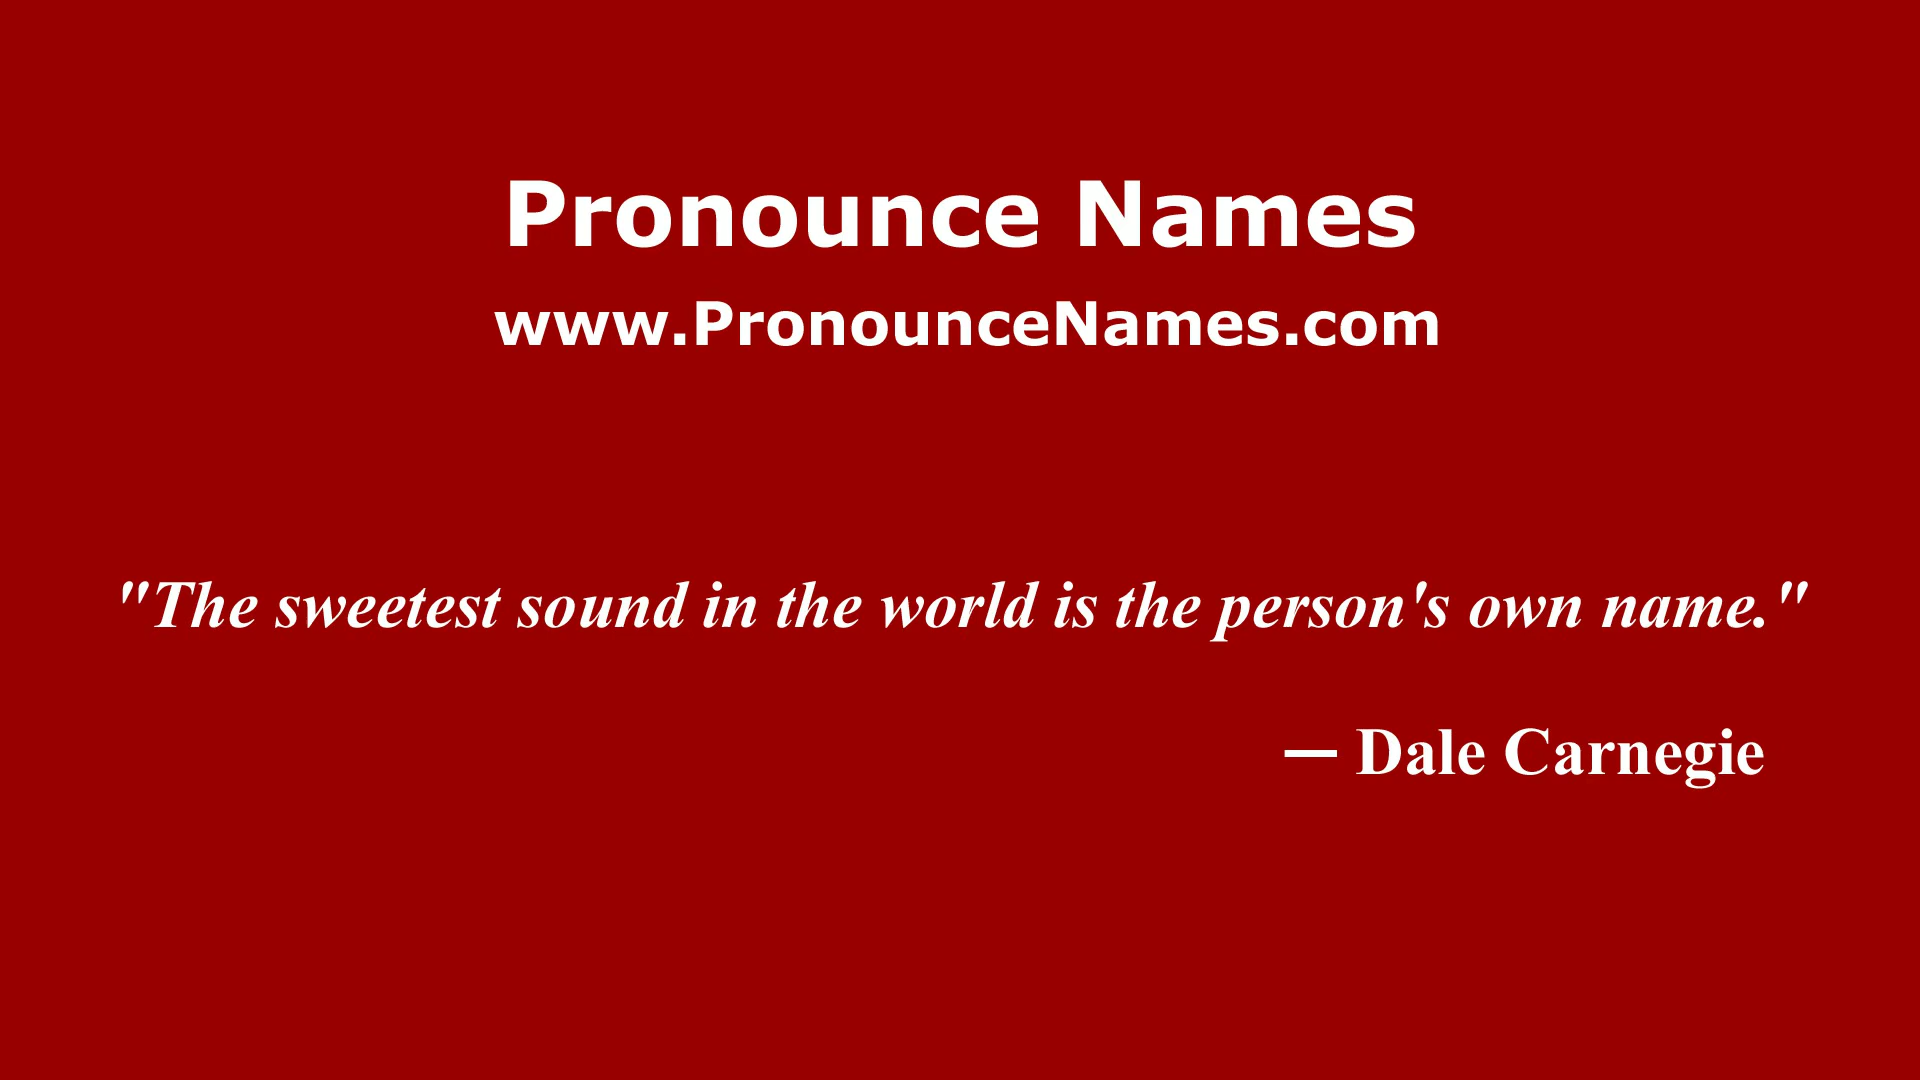 Pronounce Names
www.PronounceNames.com
"The sweetest sound in the world is the person's own name."
— Dale Carnegie